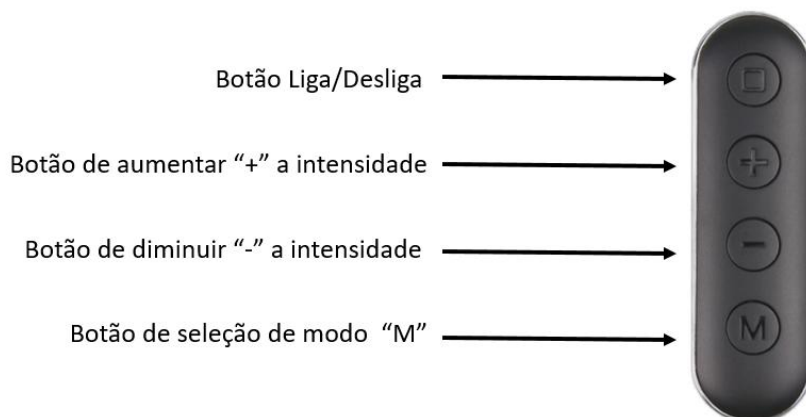 Botão Liga/Desliga
Botão de aumentar “+” a intensidade
Botão de diminuir “-” a intensidade
Botão de seleção de modo “M”
+
-
M